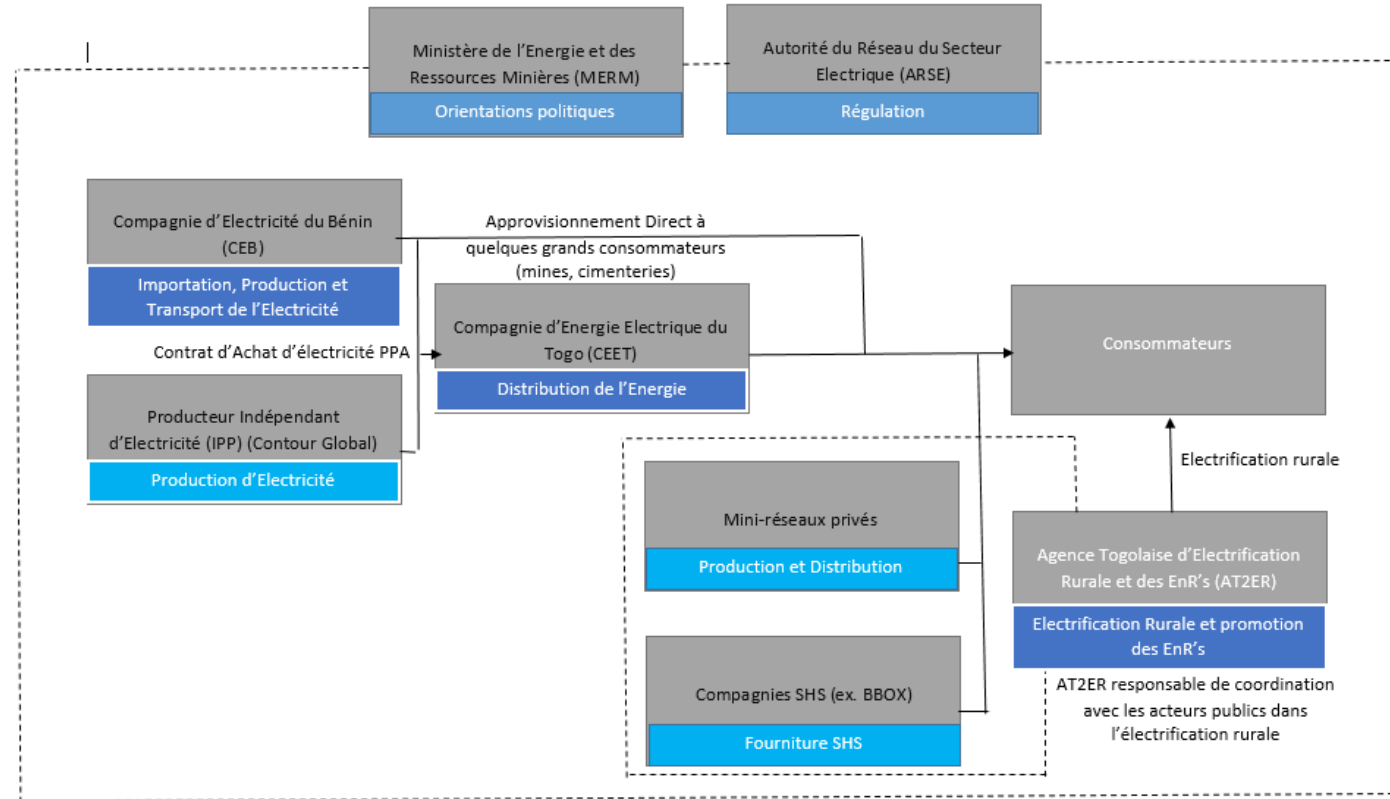 Ministère de l’Energie et des
Ressources Minières (MERM)
Orientations politiques
Autorité du Réseau du Secteur
Electrique (ARSE)
Régulation
Compagnie d’Electricité du Bénin
(CEB)
Importation, Production et
Transport de l’Electricité
Approvisionnement Direct à
quelques grands consommateurs
(mines, cimenteries)
Contrat d’Achat d’électricité PPA
Compagnie d’Energie Electrique du
Togo (CEET)
Distribution de l’Energie
Consommateurs
Producteur Indépendant
d’Electricité (IPP) (Contour Global)
Production d’Electricité
Electrification rurale
Mini-réseaux privés
Production et Distribution
Agence Togolaise d’Electrification
Rurale et des EnR’s (AT2ER)
Electrification Rurale et promotion
des EnR’s
Compagnies SHS (ex. BBOX)
Fourniture SHS
AT2ER responsable de coordination
avec les acteurs publics dans
l’électrification rurale